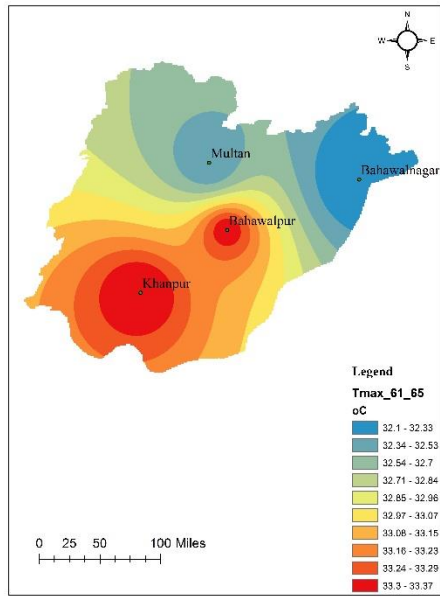 N
W E
S
Multan
Bahawalnagar
Bahawalpur
Khanpur
Legend
Tmax_61_65
oC
32.1 - 32.33
32.34 - 32.53
32.54 - 32.7
32.71 - 32.84
32.85 - 32.96
32.97 - 33.07
33.08 - 33.15
33.16 - 33.23
33.24 - 33.29
33.3 - 33.37
0 25 50 100 Miles